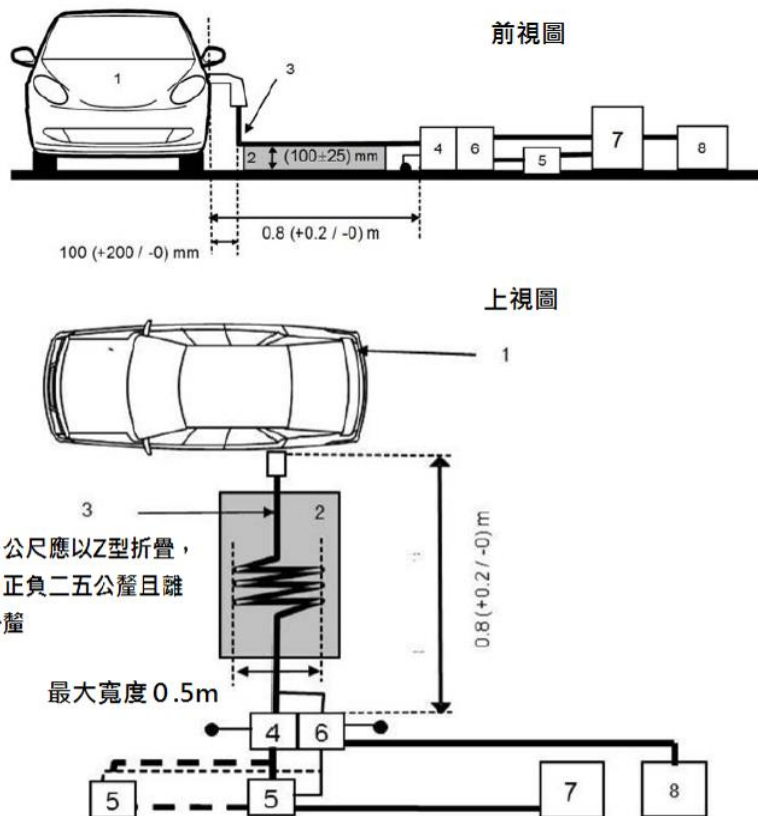 前視圖
1
3
2 (100±25) mm
4 6 5 7 8
0.8 (+0.2 / -0) m
100 (+200 / -0) mm
上視圖
1
3
2
公尺應以Z型折疊，
正負二五公釐且離
釐
0.8 (+0.2 / -0) m
最大寬度0.5m
4 6
5 5 7 8